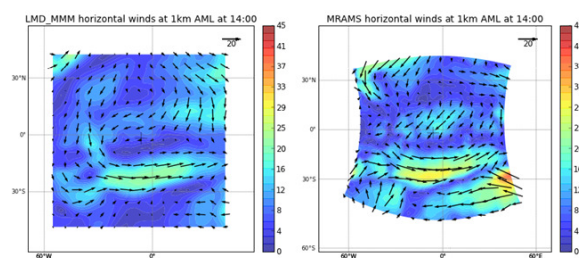 LMD_MMM horizontal winds at 1km AML at 14:00
20
30°N
0°
30°S
60°W
0°
45
41
37
33
29
25
20
16
12
8
4
0
MRAMS horizontal winds at 1km AML at 14:00
20
30°N
0°
30°S
60°S
60°W
0°
60°E